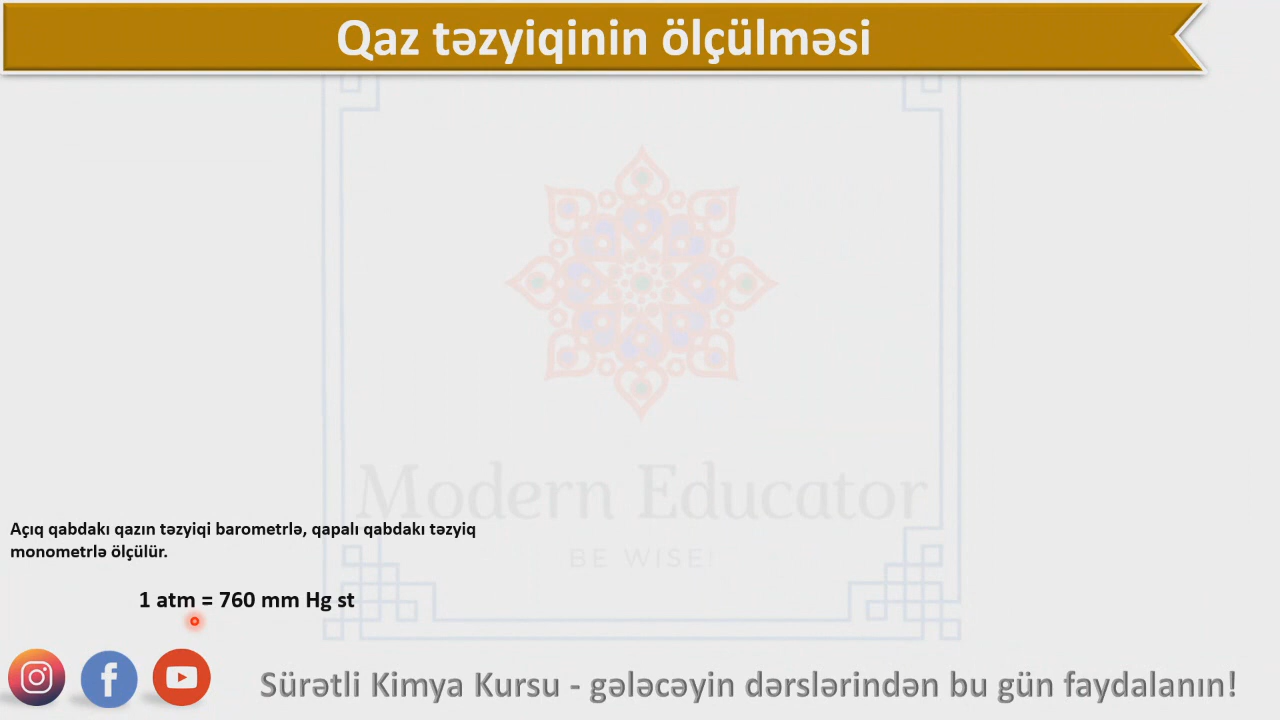 Qaz təzyiqinin ölçülməsi
Modern Educator
BE WISE!
Açıq qabdakı qazın təzyiqi barometrlə, qapalı qabdakı təzyiq
monometrlə ölçülür.
1 atm = 760 mm Hg st
Sürətli Kimya Kursu - gələcəyin dərslərindən bu gün faydalanın!